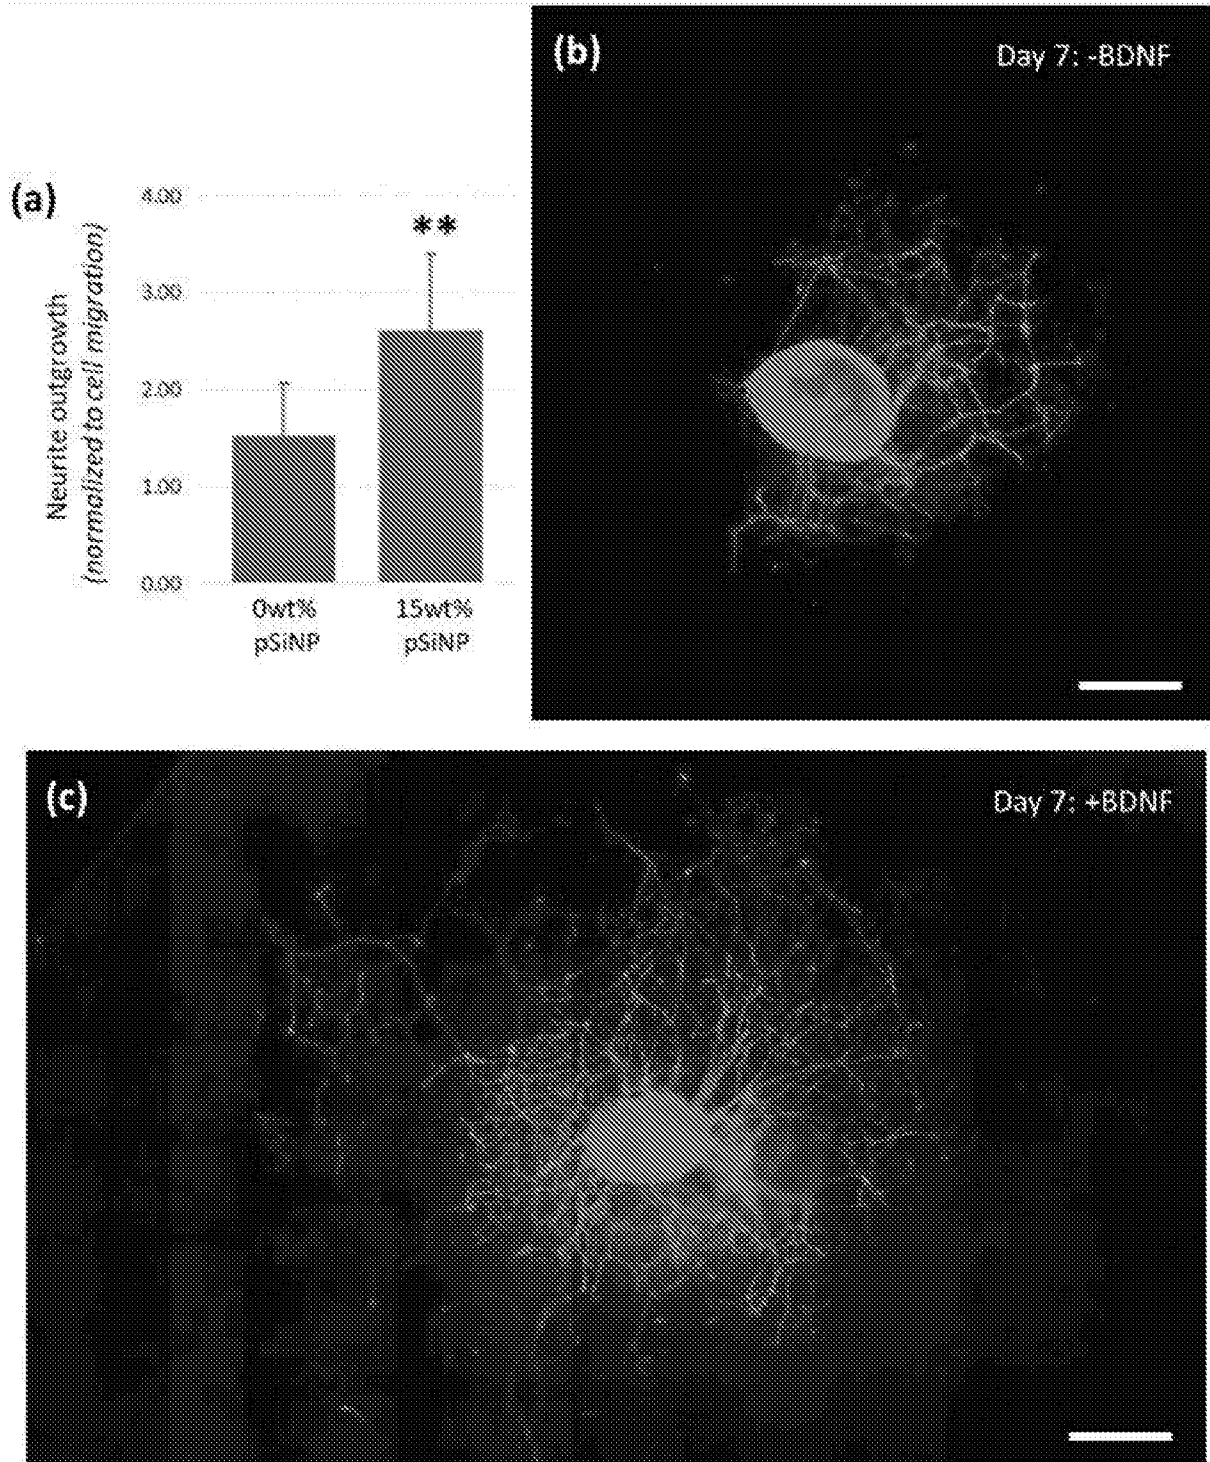 (a)
Neurite outgrowth
(normalized to cell migration)
4.00
3.00
2.00
1.00
0.00
**
0wt%
pSiNP
15wt%
pSiNP
(b)
Day 7: -BDNF
(c)
Day 7: +BDNF